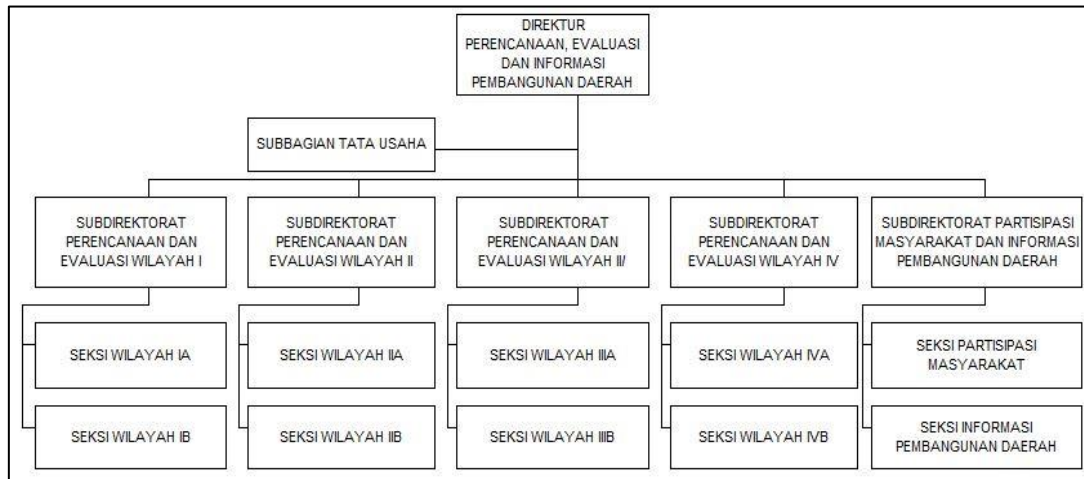 DIREKTUR
PERENCANAAN, EVALUASI
DAN INFORMASI
PEMBANGUNAN DAERAH
SUBBAGIAN TATA USAHA
SUBDIREKTORAT
PERENCANAAN DAN
EVALUASI WILAYAH I
SUBDIREKTORAT
PERENCANAAN DAN
EVALUASI WILAYAH II
SUBDIREKTORAT
PERENCANAAN DAN
EVALUASI WILAYAH II/
SUBDIREKTORAT
PERENCANAAN DAN
EVALUASI WILAYAH IV
SUBDIREKTORAT PARTISIPASI
MASYARAKAT DAN INFORMASI
PEMBANGUNAN DAERAH
SEKSI WILAYAH IA
SEKSI WILAYAH IIA
SEKSI WILAYAH IIIA
SEKSI WILAYAH IVA
SEKSI PARTISIPASI
MASYARAKAT
SEKSI WILAYAH IB
SEKSI WILAYAH IIB
SEKSI WILAYAH IIIB
SEKSI WILAYAH IVB
SEKSI INFORMASI
PEMBANGUNAN DAERAH